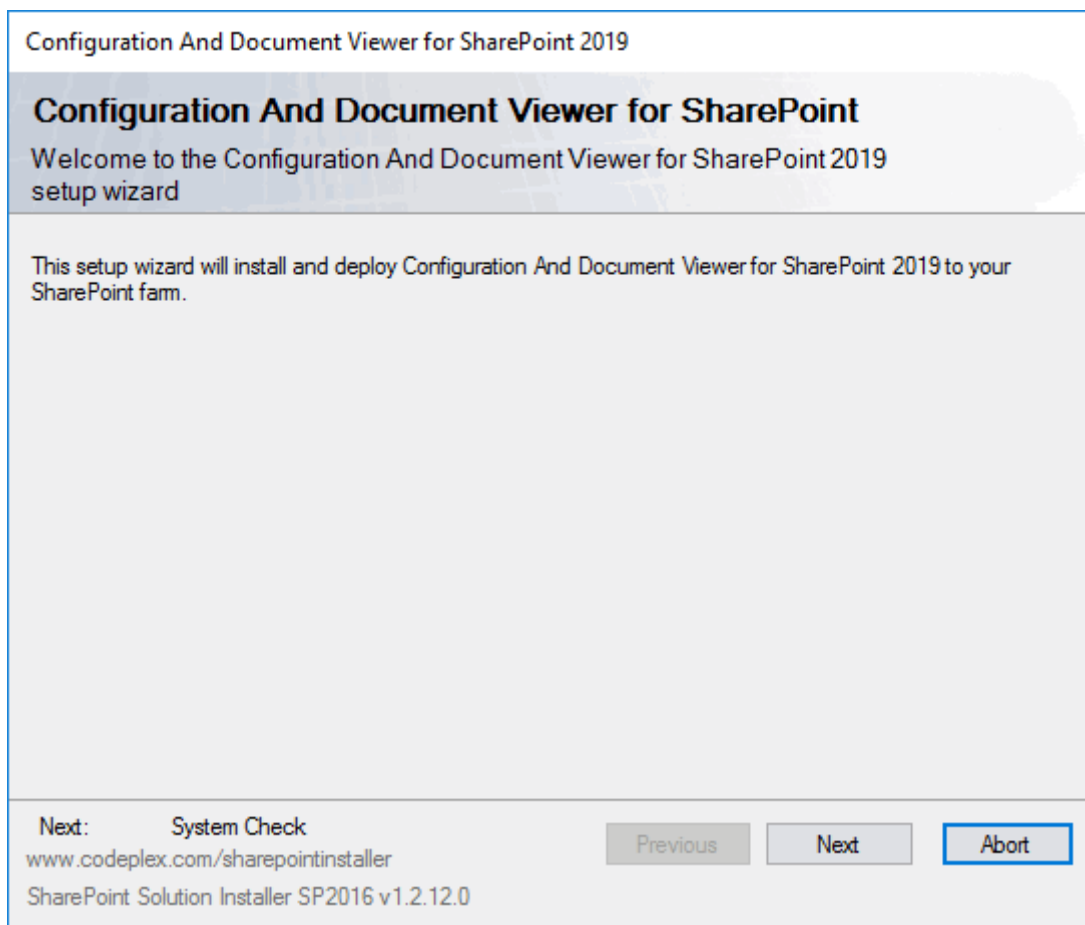 Configuration And Document Viewer for SharePoint 2019
Configuration And Document Viewer for SharePoint
Welcome to the Configuration And Document Viewer for SharePoint 2019
setup wizard
This setup wizard will install and deploy Configuration And Document Viewer for SharePoint 2019 to your
SharePoint farm.
Next: System Check
www.codeplex.com/sharepointinstaller
SharePoint Solution Installer SP2016 v1.2.12.0
Previous Next Abort